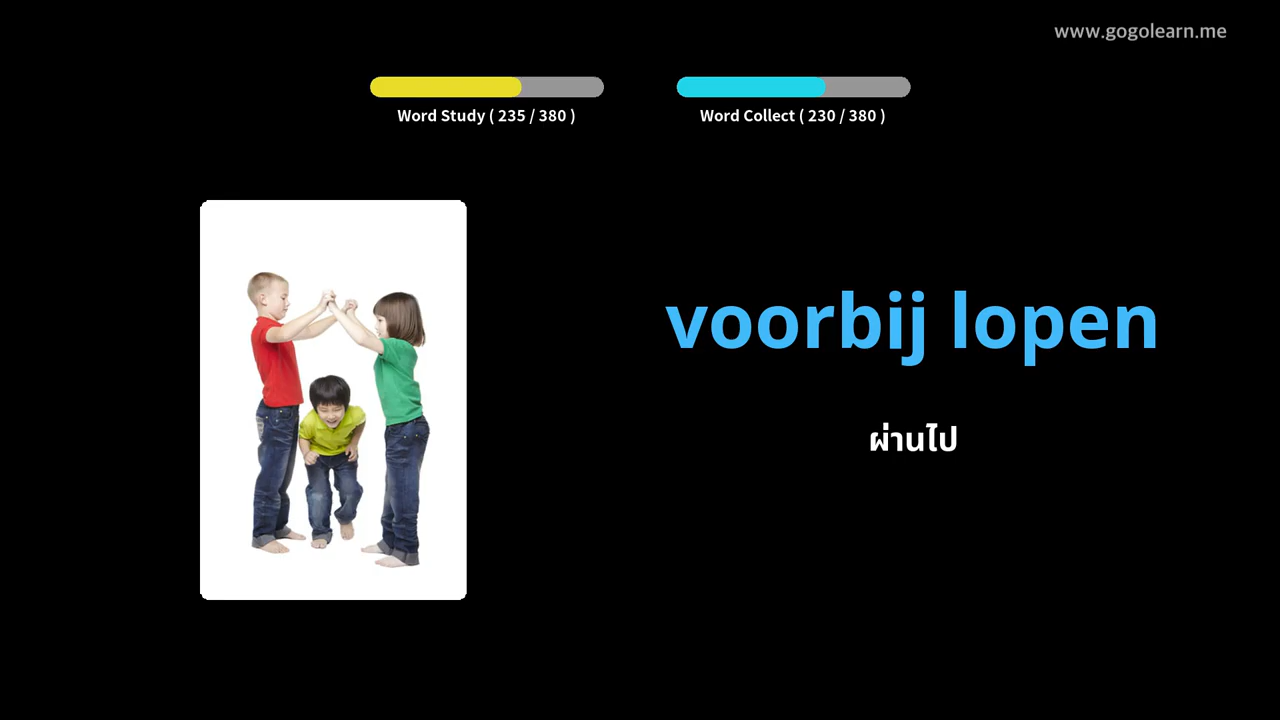 www.gogolearn.me
Word Study ( 235 / 380 )
Word Collect ( 230 / 380 )
voorbij lopen
ผ่านไป